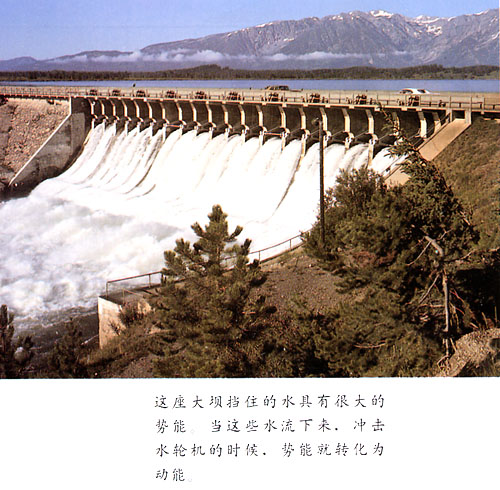 这座大坝挡住的水具有很大的
势能。当这些水流下来，冲击
水轮机的时候，势能就转化为
动能。